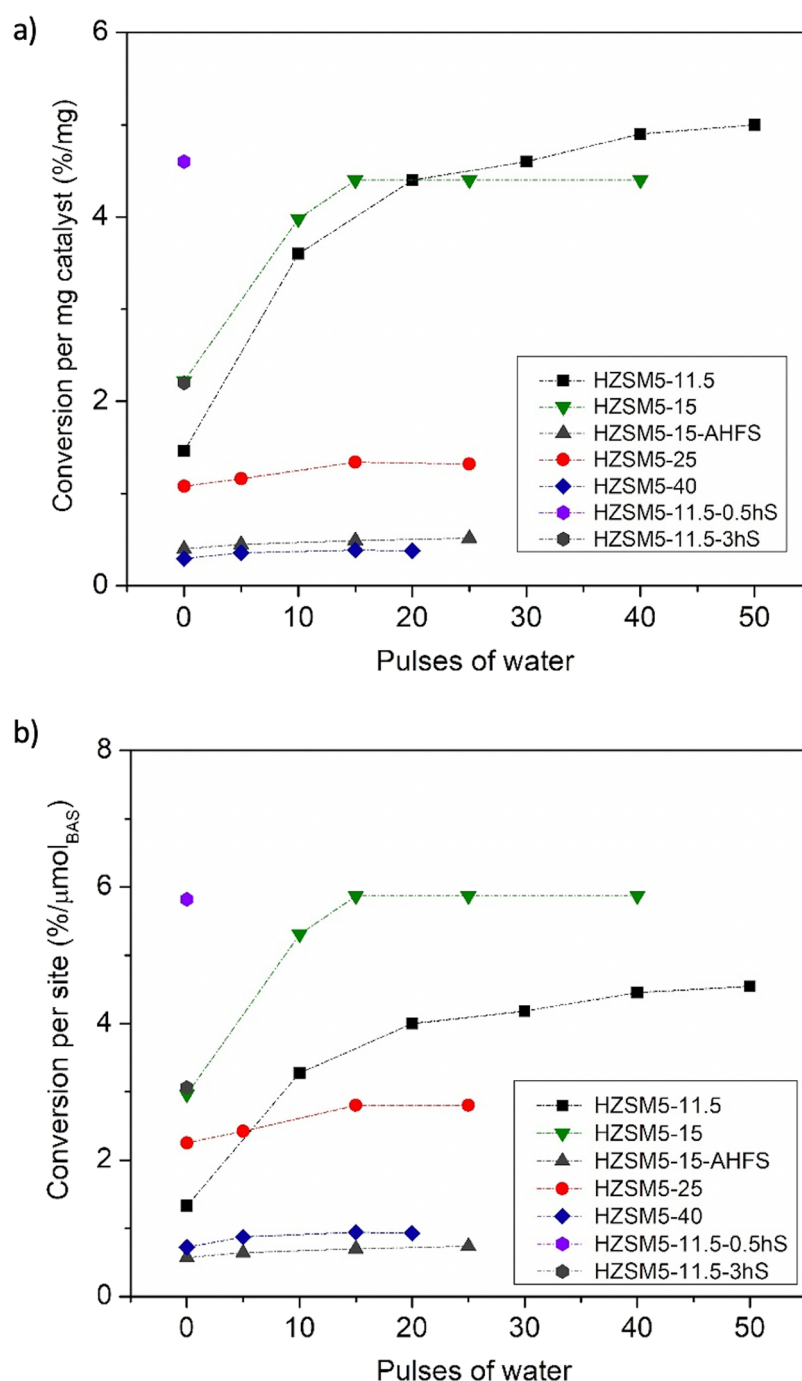 a)
Conversion per mg catalyst (%/mg)
6
4
2
0
HZSM5-11.5
HZSM5-15
HZSM5-15-AHFS
HZSM5-25
HZSM5-40
HZSM5-11.5-0.5hS
HZSM5-11.5-3hS
0 10 20 30 40 50
Pulses of water
b)
Conversion per site (%/μmol_BAS)
8
6
4
2
0
HZSM5-11.5
HZSM5-15
HZSM5-15-AHFS
HZSM5-25
HZSM5-40
HZSM5-11.5-0.5hS
HZSM5-11.5-3hS
0 10 20 30 40 50
Pulses of water